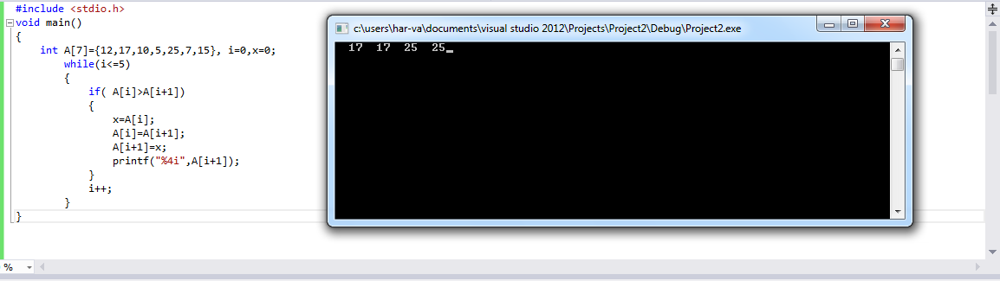 #include <stdio.h>
void main()
{
int A[7]={12,17,10,5,25,7,15}, i=0,x=0;
while(i<=5)
{
if( A[i]>A[i+1])
{
x=A[i];
A[i]=A[i+1];
A[i+1]=x;
printf("%4i",A[i+1]);
}
i++;
}
}
%
c:\users\har-va\documents\visual studio 2012\Projects\Project2\Debug\Project2.exe
17 17 25 25